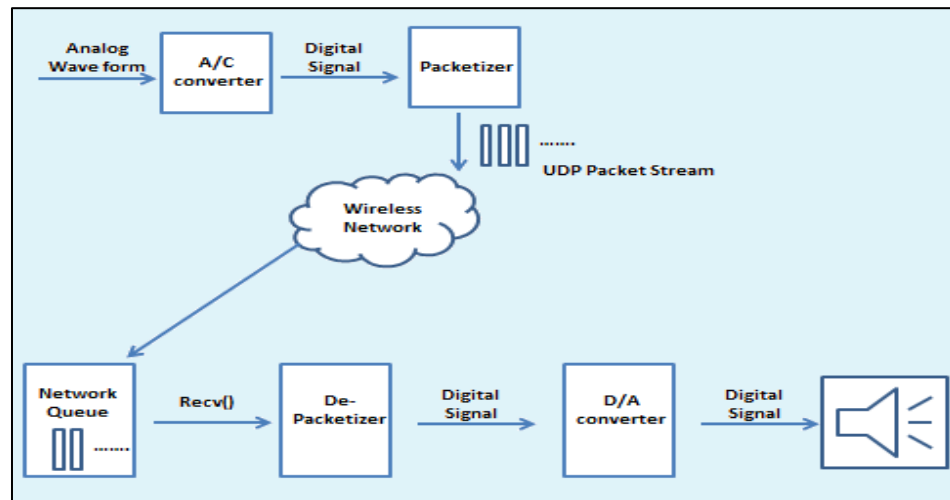 Analog
Wave form
A/C
converter
Digital
Signal
Packetizer
.......
UDP Packet Stream
Wireless
Network
Network
Queue
.......
Recv()
De-
Packetizer
Digital
Signal
D/A
converter
Digital
Signal